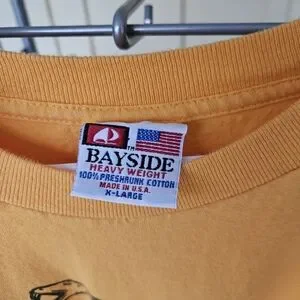 BAYSIDE
HEAVY WEIGHT
100% PRESHRUNK COTTON
MADE IN U.S.A.
X-LARGE